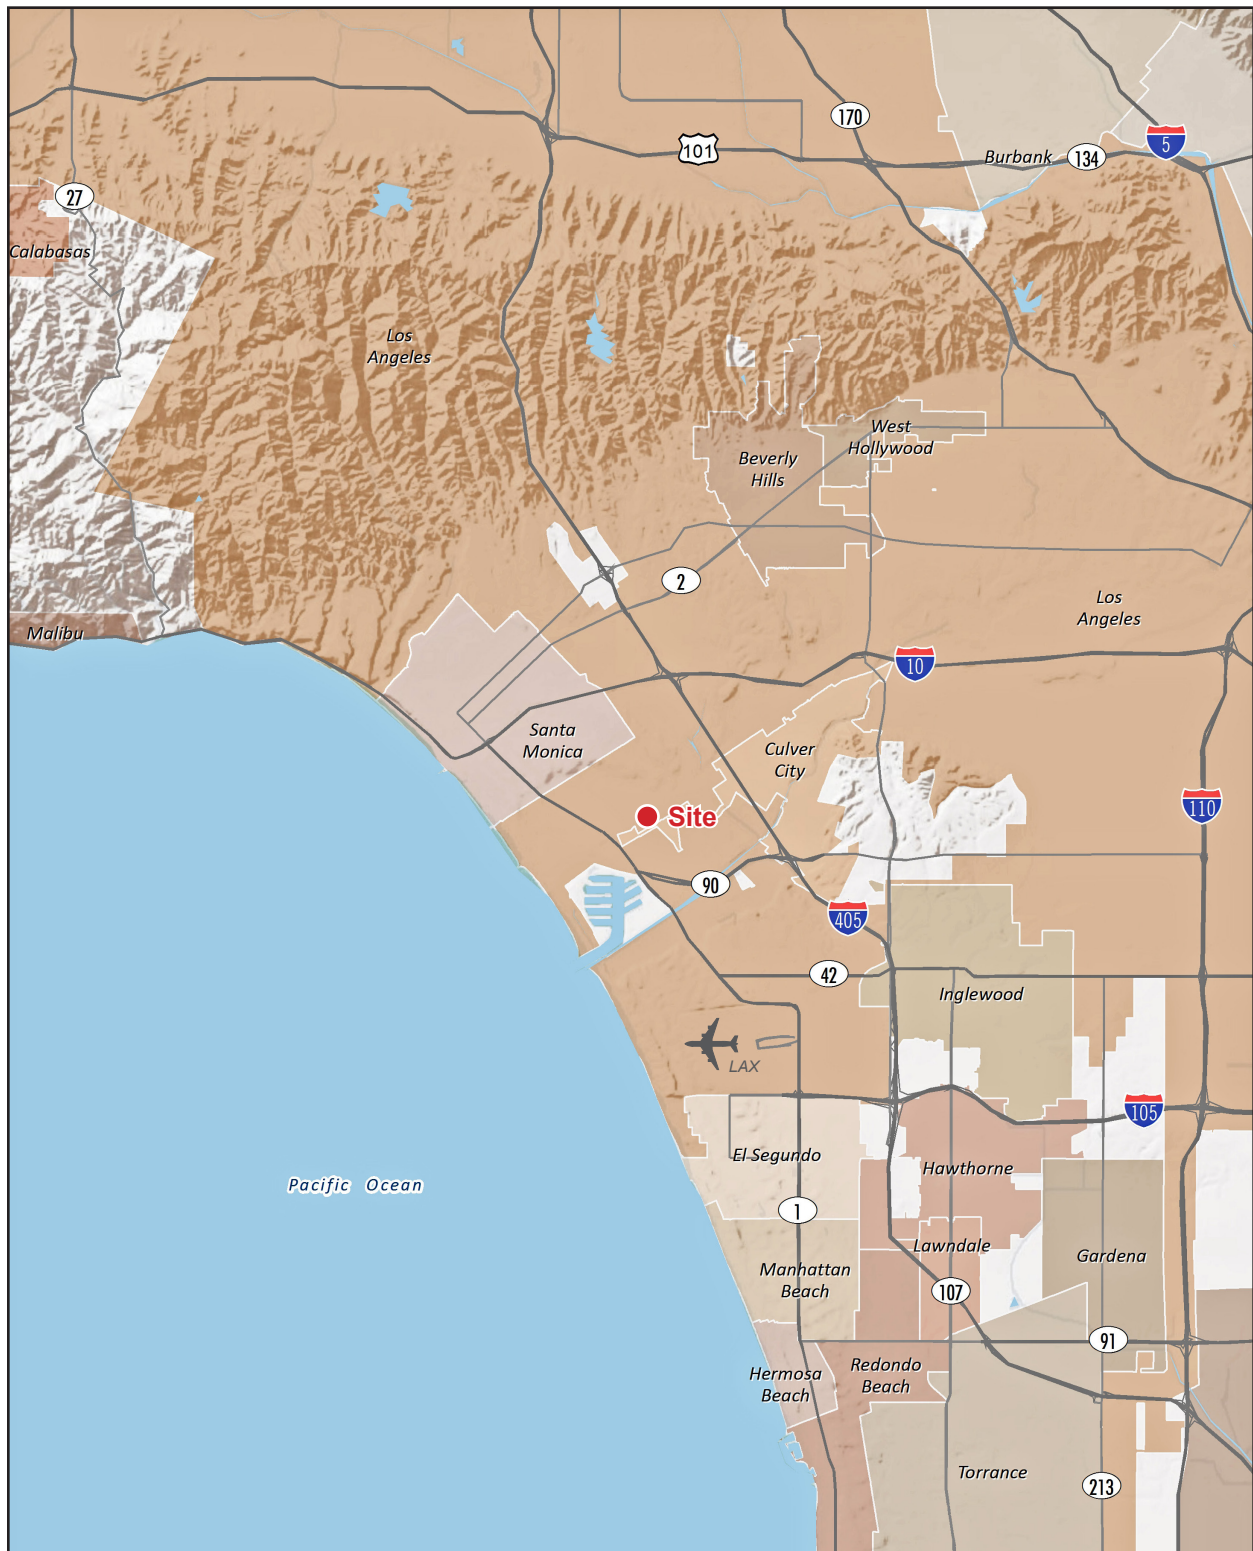 170
101
Burbank
134
5
27
Calabasas
Los
Angeles
West
Hollywood
Beverly
Hills
2
Los
Angeles
Malibu
10
Santa
Monica
Culver
City
110
Site
90
405
42
Inglewood
LAX
105
El Segundo
Hawthorne
Pacific Ocean
1
Lawndale
Gardena
Manhattan
Beach
107
91
Redondo
Beach
Hermosa
Beach
Torrance
213